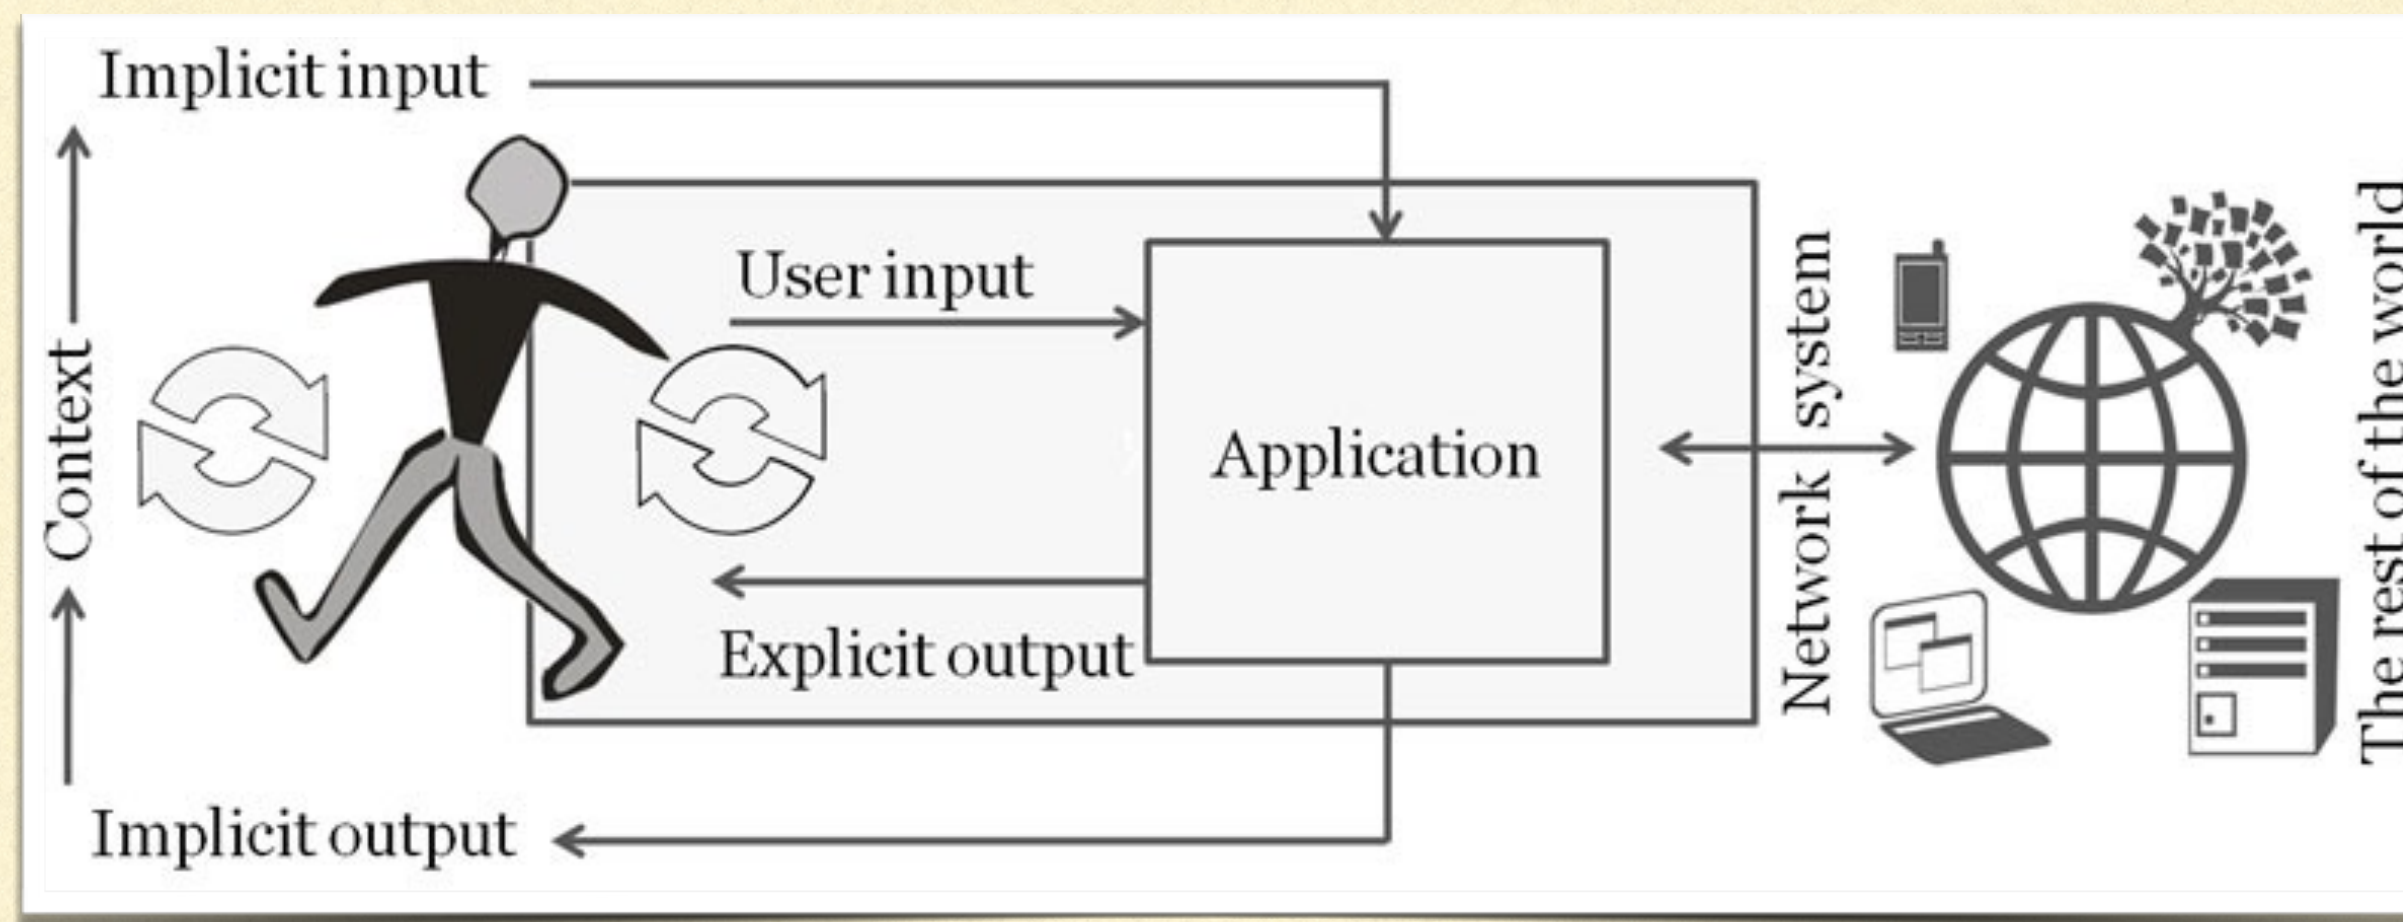 Implicit input
Context
User input
Application
Explicit output
Implicit output
Network system
The rest of the world